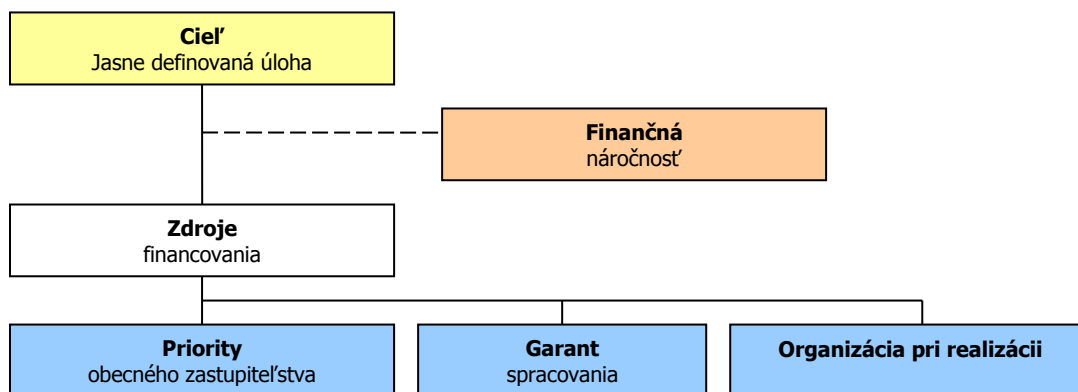 Cieľ
Jasne definovaná úloha
Finančná
náročnosť
Zdroje
financovania
Priority
obecného zastupiteľstva
Garant
spracovania
Organizácia pri realizácii